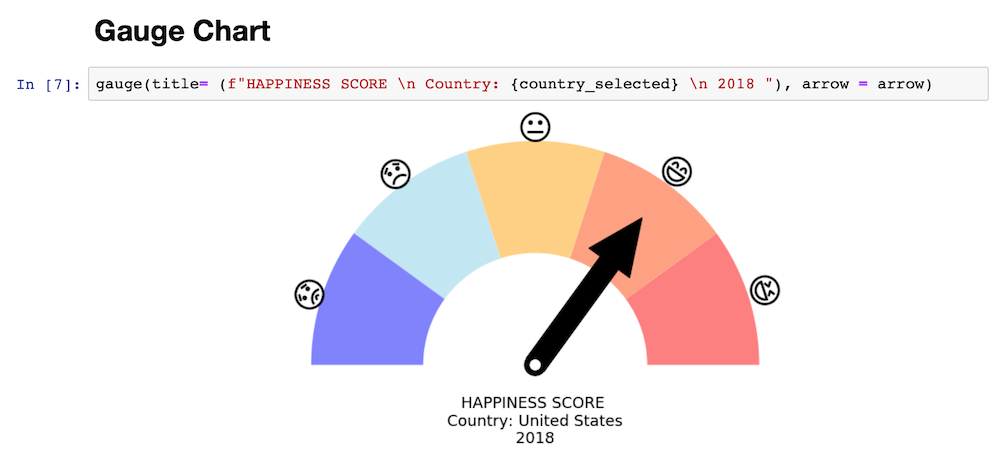 Gauge Chart
In [7]: gauge(title= (f"HAPPINESS SCORE \n Country: {country_selected} \n 2018 "), arrow = arrow)
HAPPINESS SCORE
Country: United States
2018